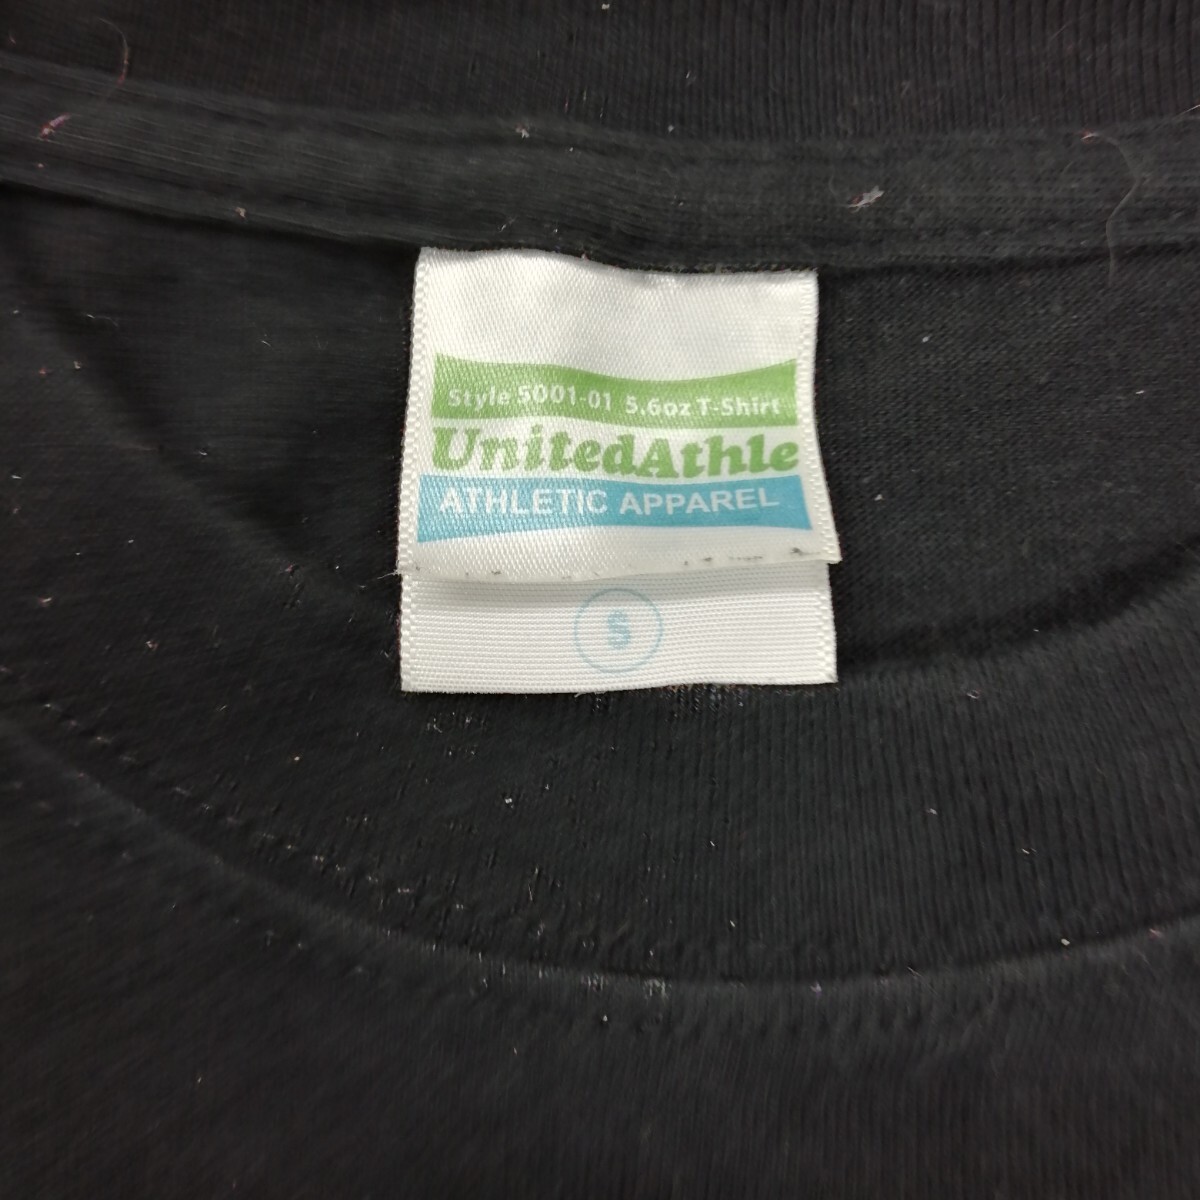 Style 5001-01 5.6oz T-Shirt
UnitedAthle
ATHLETIC APPAREL
S